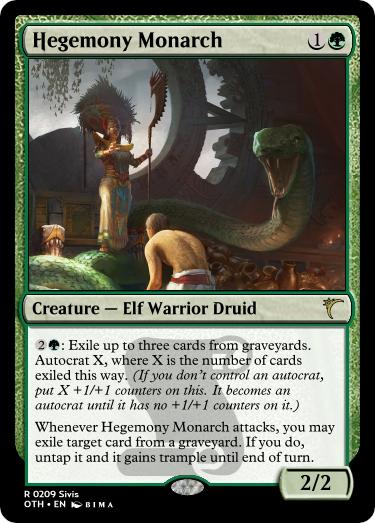 Hegemony Monarch 1
Creature — Elf Warrior Druid
2 : Exile up to three cards from graveyards.
Autocrat X, where X is the number of cards
exiled this way. (If you don't control an autocrat,
put X +1/+1 counters on this. It becomes an
autocrat until it has no +1/+1 counters on it.)
Whenever Hegemony Monarch attacks, you may
exile target card from a graveyard. If you do,
untap it and it gains trample until end of turn.
2/2
R 0209 Sivis
OTH • EN BIMA